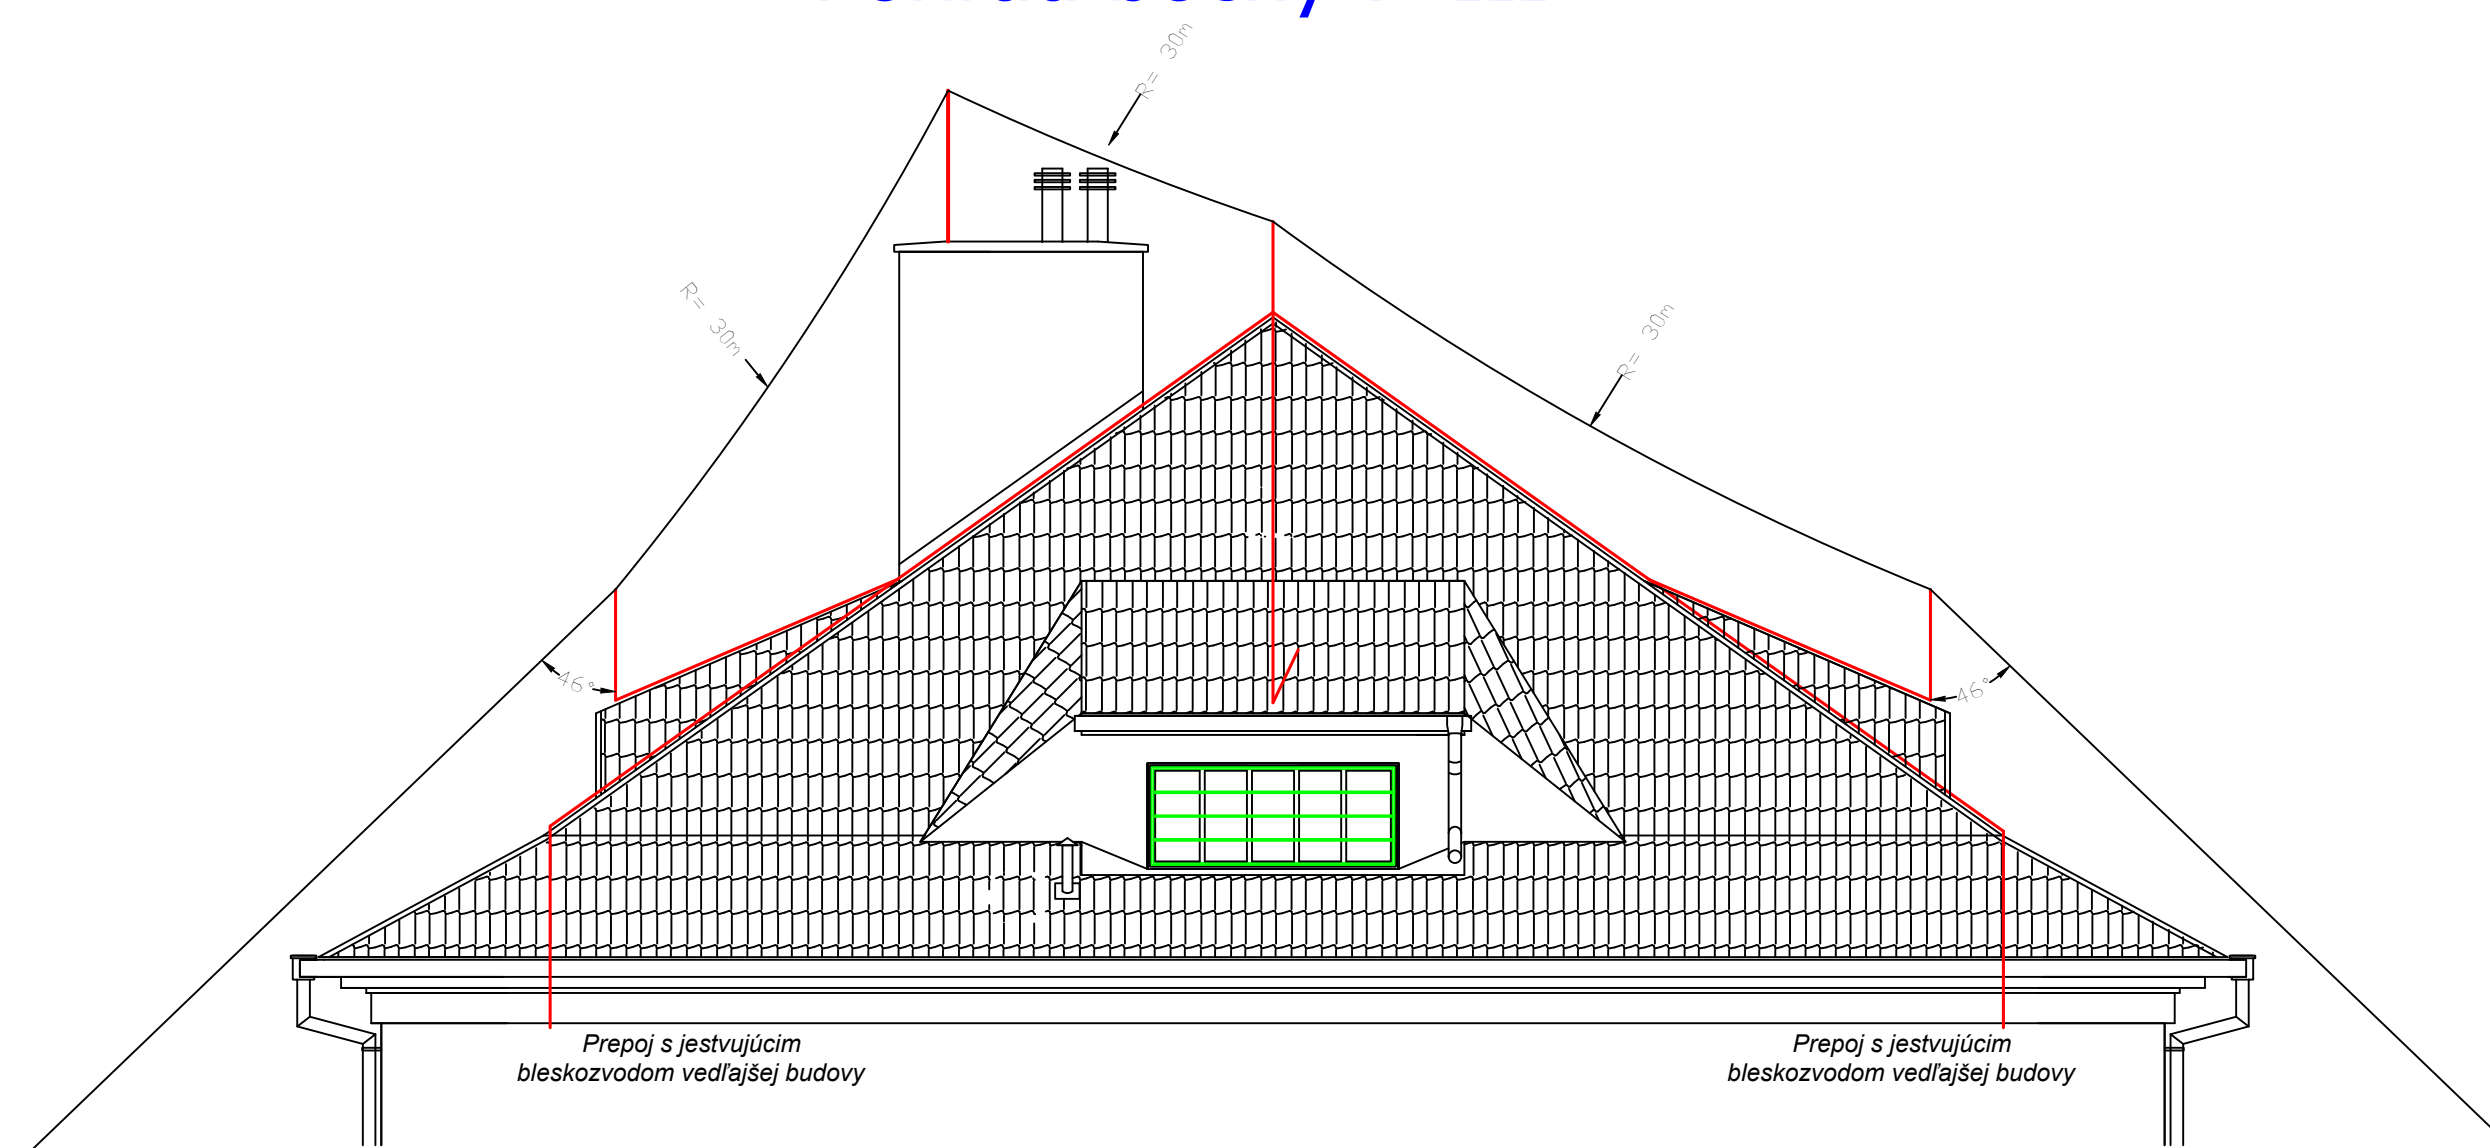 R= 30m
R= 30m
R= 30m
46°
46°
Prepoj s jestvujúcim
bleskozvodom vedľajšej budovy
Prepoj s jestvujúcim
bleskozvodom vedľajšej budovy